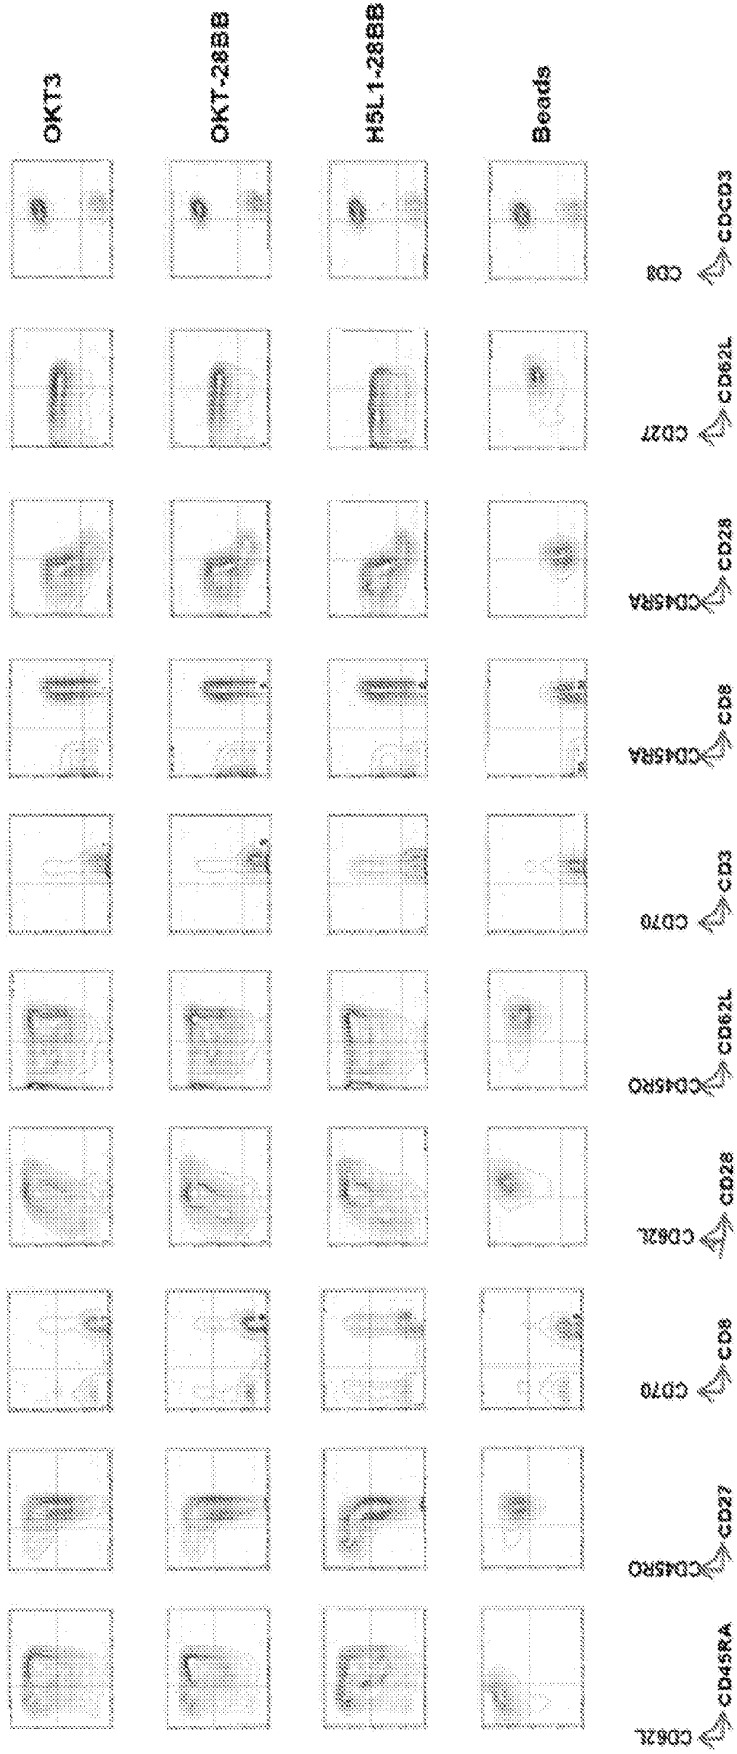 OKT3
OKT-28BB
H5L1-28BB
Beads
CD62L
CD45RA
CD45RO
CD27
CD70
CD8
CD62L
CD28
CD45RO
CD62L
CD70
CD3
CD45RA
CD8
CD45RA
CD28
CD27
CD62L
CD8
CDCD3